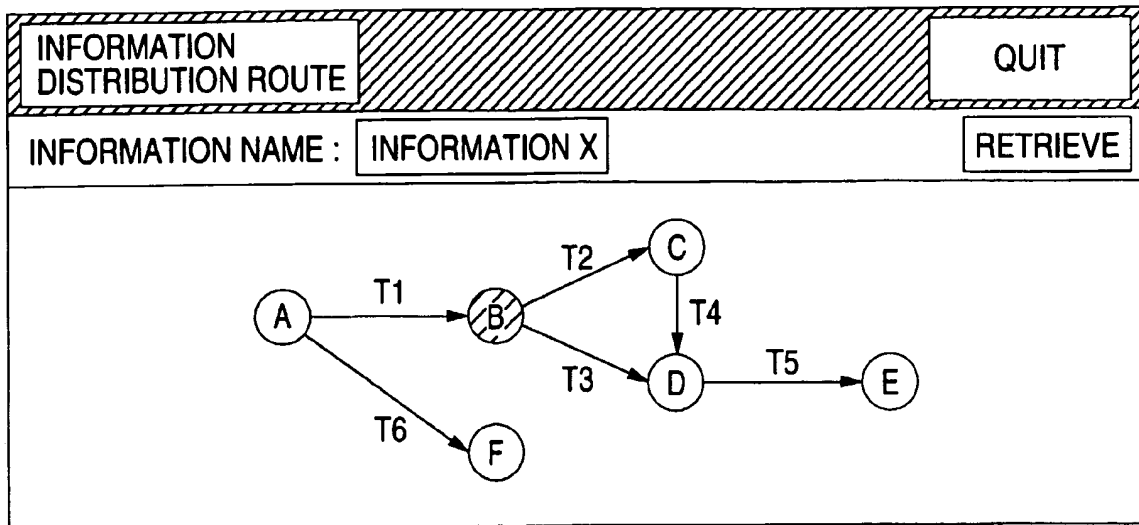 INFORMATION
DISTRIBUTION ROUTE
QUIT
INFORMATION NAME : INFORMATION X
RETRIEVE
C
T2
T1
A
B
T4
T3
T5
D
E
T6
F